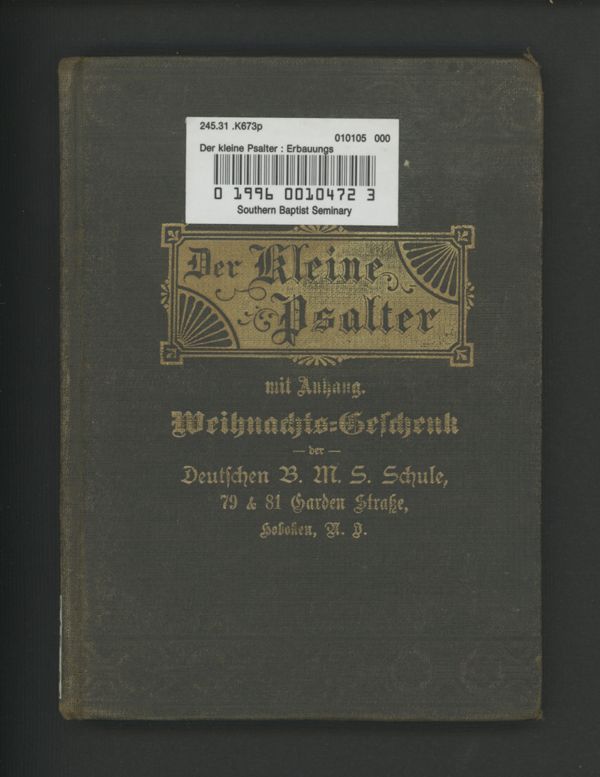 245.31 .K673p
010105 000
Der kleine Psalter : Erbauungs
0 1996 0010472 3
Southern Baptist Seminary
Der Kleine
Psalter
mit Anhang.
Weihnachts=Geschenk
— der —
Deutschen B. M. S. Schule,
79 & 81 Garden Straße,
Hoboken, N. J.